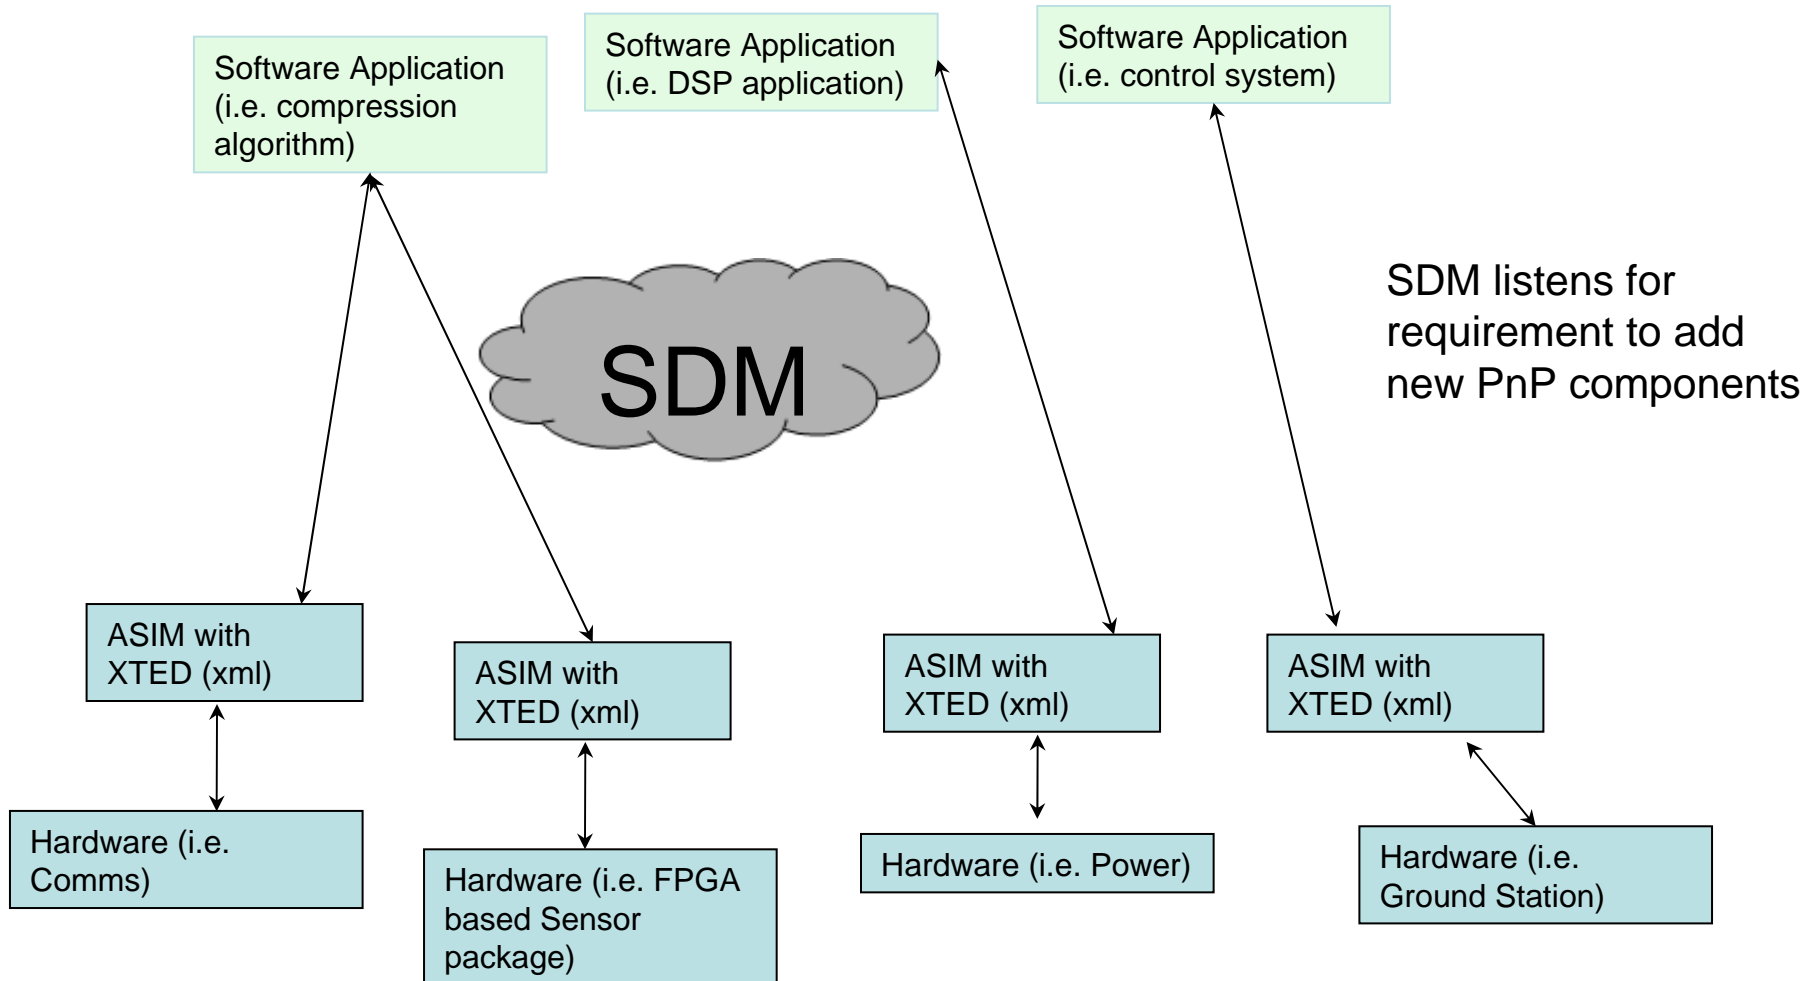 Software Application
(i.e. compression
algorithm)
Software Application
(i.e. DSP application)
Software Application
(i.e. control system)
SDM
SDM listens for
requirement to add
new PnP components
ASIM with
XTED (xml)
ASIM with
XTED (xml)
ASIM with
XTED (xml)
ASIM with
XTED (xml)
Hardware (i.e.
Comms)
Hardware (i.e. FPGA
based Sensor
package)
Hardware (i.e. Power)
Hardware (i.e.
Ground Station)